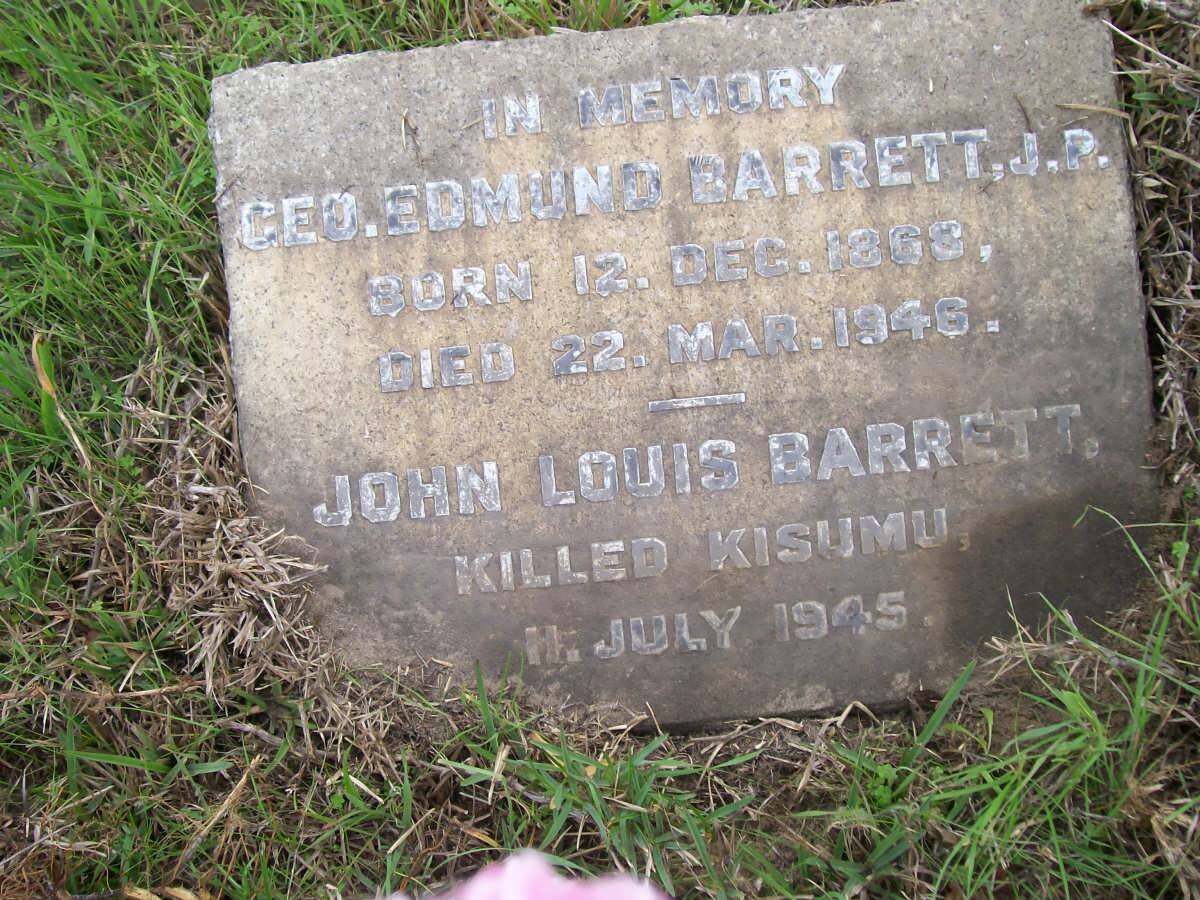 IN MEMORY
GEO. EDMUND BARRETT, J.P.
BORN 12. DEC. 1868,
DIED 22. MAR. 1946.
JOHN LOUIS BARRETT,
KILLED KISUMU,
11. JULY 1945.